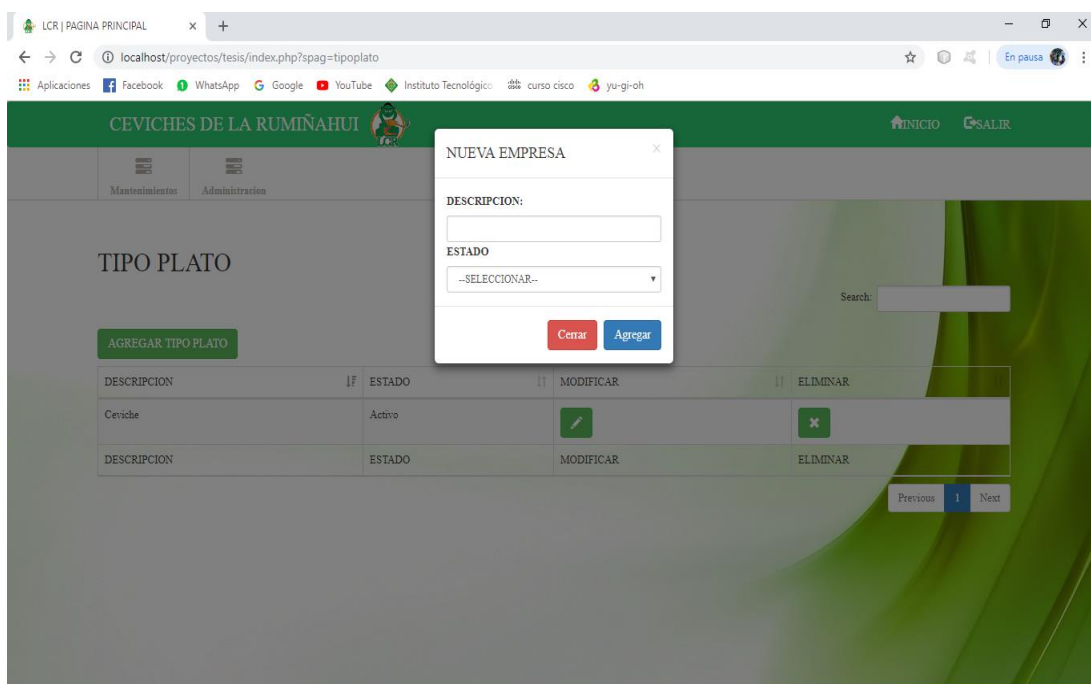 LCR | PAGINA PRINCIPAL
localhost/proyectos/tesis/index.php?spag=tipoplato
En pausa
Aplicaciones Facebook WhatsApp Google YouTube Instituto Tecnológico curso cisco yu-gi-oh
CEVICHES DE LA RUMIÑAHUI LCR INICIO SALIR
Mantenimientos Administracion
NUEVA EMPRESA ×
DESCRIPCION:
ESTADO
--SELECCIONAR--
Cerrar Agregar
TIPO PLATO
Search:
AGREGAR TIPO PLATO
DESCRIPCION ESTADO MODIFICAR ELIMINAR
Ceviche Activo
DESCRIPCION ESTADO MODIFICAR ELIMINAR
Previous 1 Next